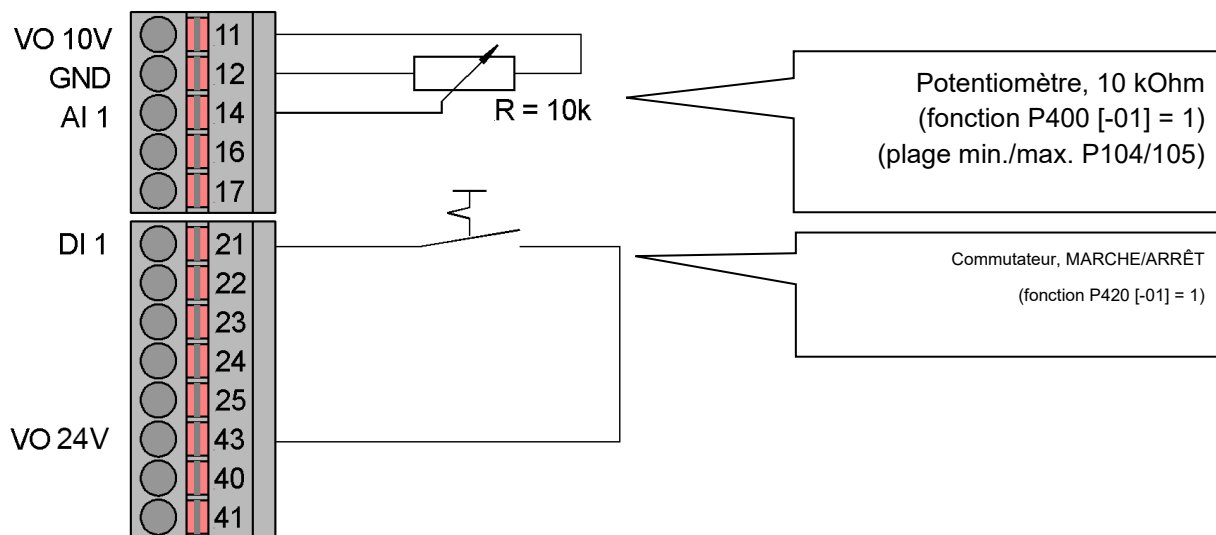 VO 10V 11
GND 12
AI 1 14
R = 10k
16
17
Potentiomètre, 10 kOhm
(fonction P400 [-01] = 1)
(plage min./max. P104/105)
DI 1 21
22
23
24
25
VO 24V 43
40
41
Commutateur, MARCHE/ARRÊT
(fonction P420 [-01] = 1)